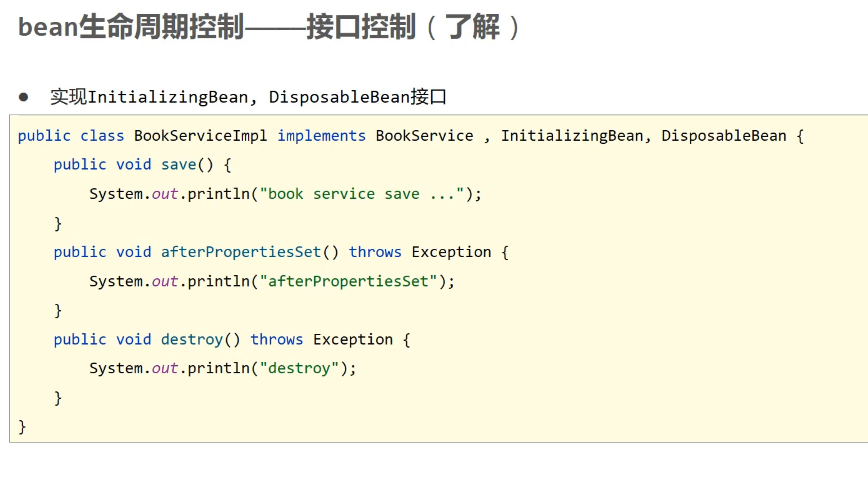 bean生命周期控制——接口控制（了解）
● 实现InitializingBean, DisposableBean接口
public class BookServiceImpl implements BookService , InitializingBean, DisposableBean {
    public void save() {
        System.out.println("book service save ...");
    }
    public void afterPropertiesSet() throws Exception {
        System.out.println("afterPropertiesSet");
    }
    public void destroy() throws Exception {
        System.out.println("destroy");
    }
}